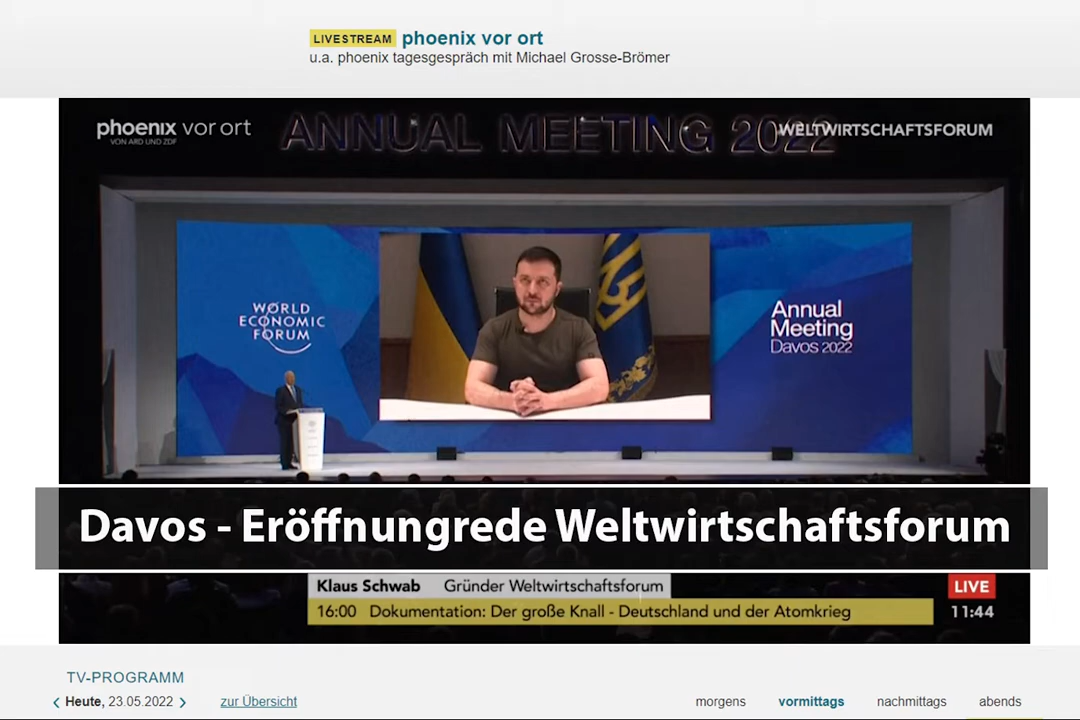 LIVESTREAM phoenix vor ort
u.a. phoenix tagesgespräch mit Michael Grosse-Brömer
phoenix vor ort
VON ARD UND ZDF
ANNUAL MEETING 2022
WELTWIRTSCHAFTSFORUM
WORLD
ECONOMIC
FORUM
Annual
Meeting
Davos 2022
Davos - Eröffnungrede Weltwirtschaftsforum
Klaus Schwab Gründer Weltwirtschaftsforum
LIVE
16:00 Dokumentation: Der große Knall - Deutschland und der Atomkrieg
11:44
TV-PROGRAMM
Heute, 23.05.2022
zur Übersicht
morgens vormittags nachmittags abends